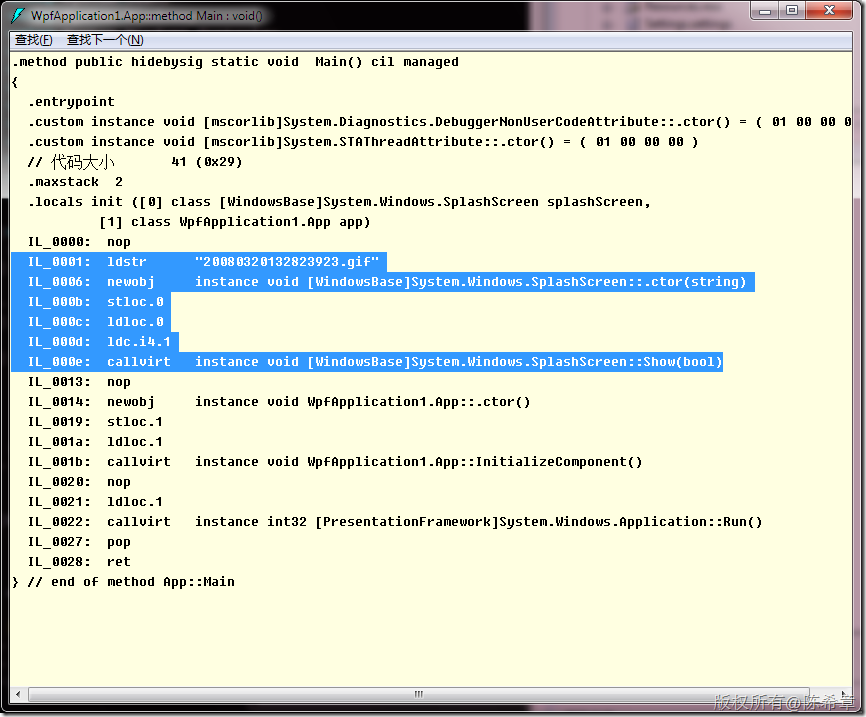 WpfApplication1.App::method Main : void()
查找(F) 查找下一个(N)
.method public hidebysig static void  Main() cil managed
{
  .entrypoint
  .custom instance void [mscorlib]System.Diagnostics.DebuggerNonUserCodeAttribute::.ctor() = ( 01 00 00 0
  .custom instance void [mscorlib]System.STAThreadAttribute::.ctor() = ( 01 00 00 00 )
  // 代码大小       41 (0x29)
  .maxstack  2
  .locals init ([0] class [WindowsBase]System.Windows.SplashScreen splashScreen,
           [1] class WpfApplication1.App app)
  IL_0000:  nop
  IL_0001:  ldstr      "20080320132823923.gif"
  IL_0006:  newobj     instance void [WindowsBase]System.Windows.SplashScreen::.ctor(string)
  IL_000b:  stloc.0
  IL_000c:  ldloc.0
  IL_000d:  ldc.i4.1
  IL_000e:  callvirt   instance void [WindowsBase]System.Windows.SplashScreen::Show(bool)
  IL_0013:  nop
  IL_0014:  newobj     instance void WpfApplication1.App::.ctor()
  IL_0019:  stloc.1
  IL_001a:  ldloc.1
  IL_001b:  callvirt   instance void WpfApplication1.App::InitializeComponent()
  IL_0020:  nop
  IL_0021:  ldloc.1
  IL_0022:  callvirt   instance int32 [PresentationFramework]System.Windows.Application::Run()
  IL_0027:  pop
  IL_0028:  ret
} // end of method App::Main
版权所有@陈希章